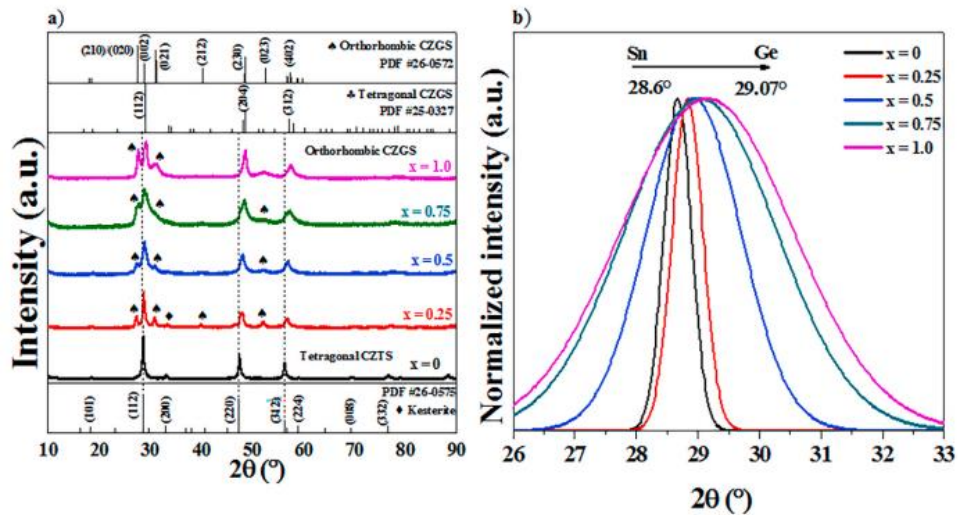 a)
(210)/(020)
(002)
(021)
(212)
(230)
(023)
(402)
♠ Orthorhombic CZGS
PDF #26-0572
(112)
(204)
(312)
♣ Tetragonal CZGS
PDF #25-0327
Orthorhombic CZGS
x = 1.0
x = 0.75
x = 0.5
x = 0.25
Tetragonal CZTS
x = 0
PDF #26-0575
♦ Kesterite
(101)
(112)
(200)
(220)
(312)
(224)
(008)
(332)
10 20 30 40 50 60 70 80 90
2θ (°)
Intensity (a.u.)
b)
Sn Ge
28.6° 29.07°
x = 0
x = 0.25
x = 0.5
x = 0.75
x = 1.0
26 27 28 29 30 31 32 33
2θ (°)
Normalized intensity (a.u.)